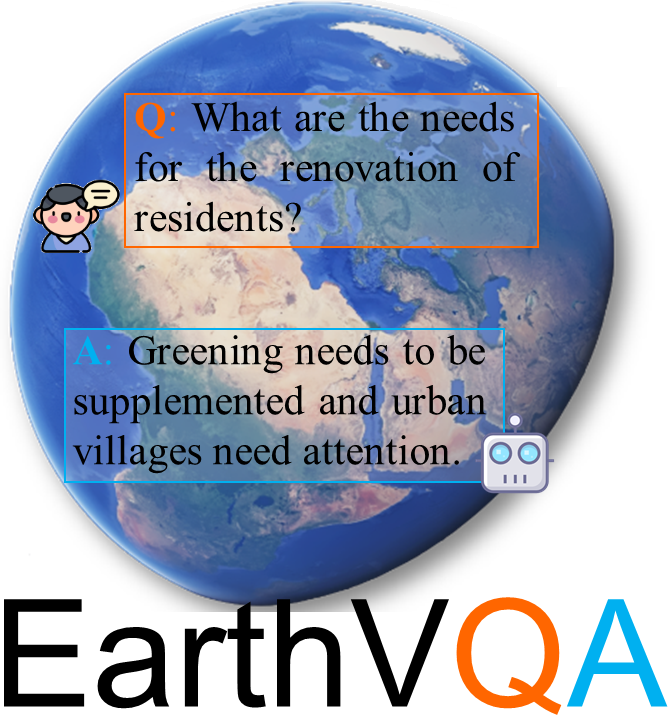 Q: What are the needs
for the renovation of
residents?
A: Greening needs to be
supplemented and urban
villages need attention.
EarthVQA